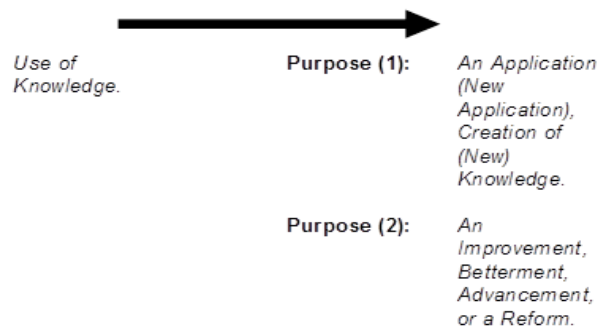 Use of
Knowledge.
Purpose (1):
An Application
(New
Application),
Creation of
(New)
Knowledge.
Purpose (2):
An
Improvement,
Betterment,
Advancement,
or a Reform.